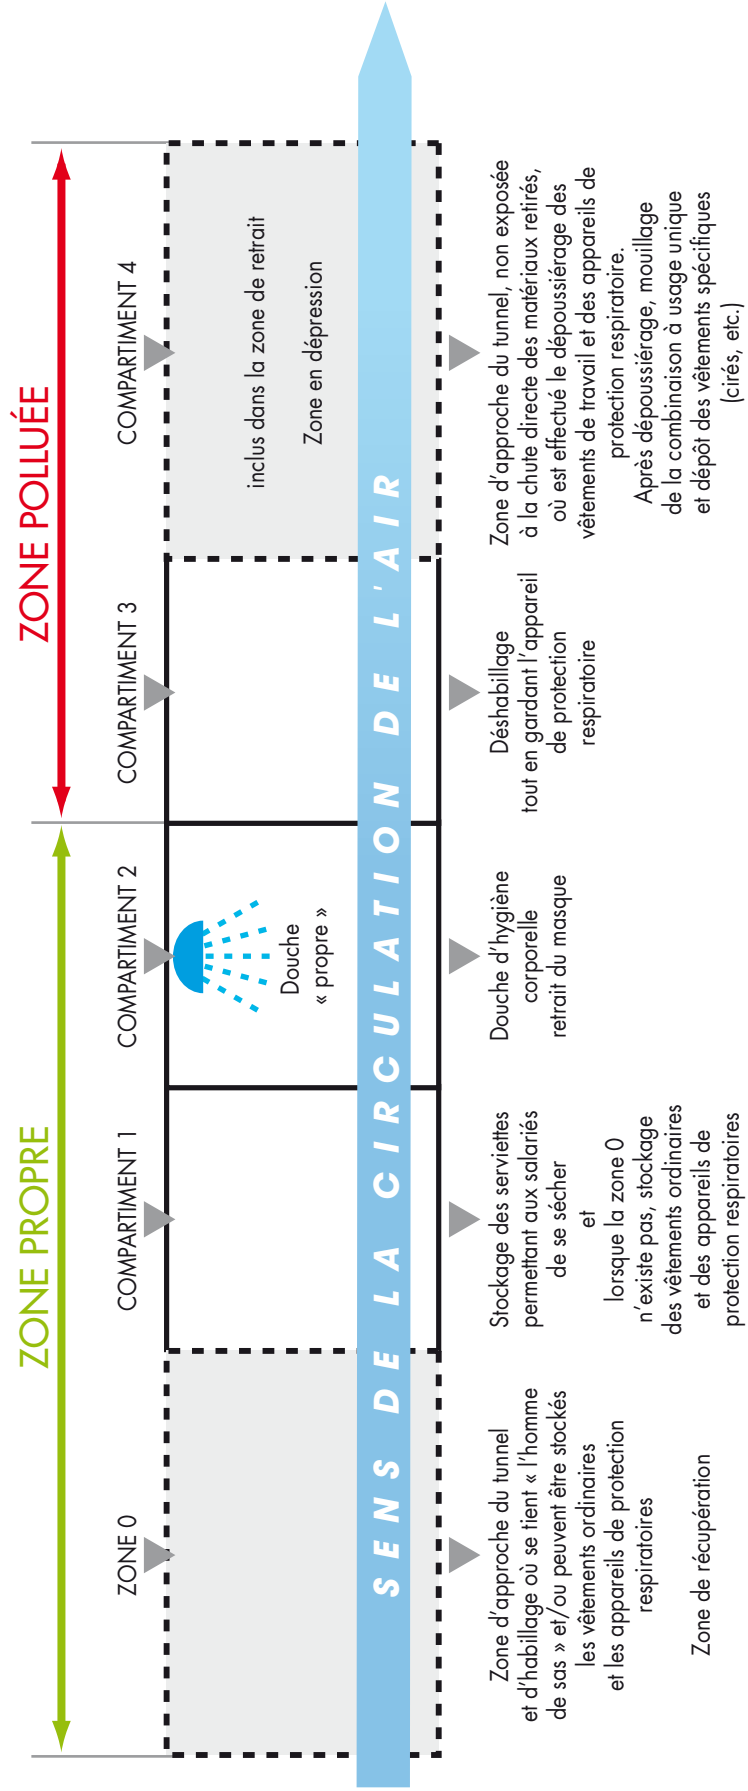 ZONE PROPRE
ZONE POLLUÉE
ZONE 0
COMPARTIMENT 1
COMPARTIMENT 2
COMPARTIMENT 3
COMPARTIMENT 4
Douche
« propre »
inclus dans la zone de retrait
Zone en dépression
SENS DE LA CIRCULATION DE L'AIR
Zone d'approche du tunnel
et d'habillage où se tient « l'homme
de sas » et/ou peuvent être stockés
les vêtements ordinaires
et les appareils de protection
respiratoires
Zone de récupération
Stockage des serviettes
permettant aux salariés
de se sécher
et
lorsque la zone 0
n'existe pas, stockage
des vêtements ordinaires
et des appareils de
protection respiratoires
Douche d'hygiène
corporelle
retrait du masque
Déshabillage
tout en gardant l'appareil
de protection
respiratoire
Zone d'approche du tunnel, non exposée
à la chute directe des matériaux retirés,
où est effectué le dépoussiérage des
vêtements de travail et des appareils de
protection respiratoire.
Après dépoussiérage, mouillage
de la combinaison à usage unique
et dépôt des vêtements spécifiques
(cirés, etc.)